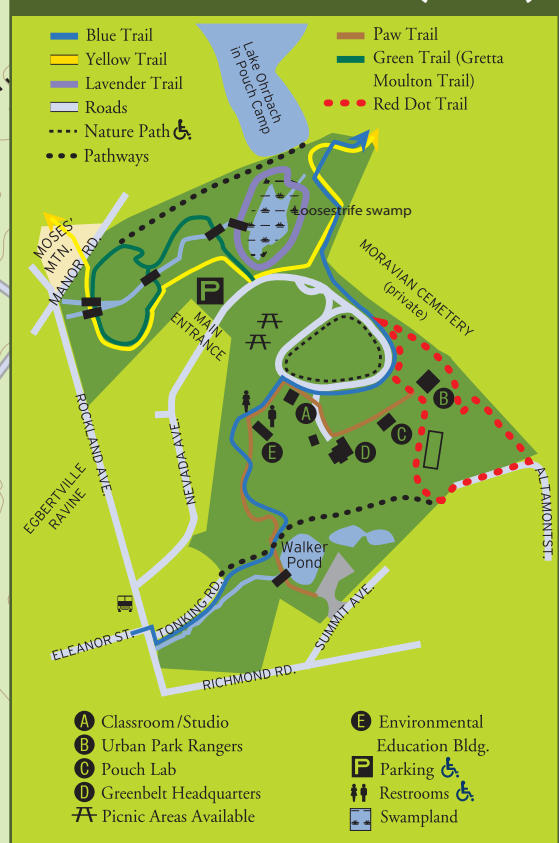 Blue Trail
Yellow Trail
Lavender Trail
Roads
Nature Path
Pathways
Paw Trail
Green Trail (Gretta
Moulton Trail)
Red Dot Trail
Lake Ohrbach
in Pouch Camp
Loosestrife swamp
MOSES'
MTN.
MANOR RD.
P
MAIN
ENTRANCE
MORAVIAN CEMETERY
(private)
ROCKLAND AVE.
NEVADA AVE.
EGBERTVILLE
RAVINE
A
B
C
D
E
ALTAMONT ST.
Walker
Pond
TONKING RD.
ELEANOR ST.
SUMMIT AVE.
RICHMOND RD.
A Classroom/Studio
B Urban Park Rangers
C Pouch Lab
D Greenbelt Headquarters
Picnic Areas Available
E Environmental
Education Bldg.
P Parking
Restrooms
Swampland